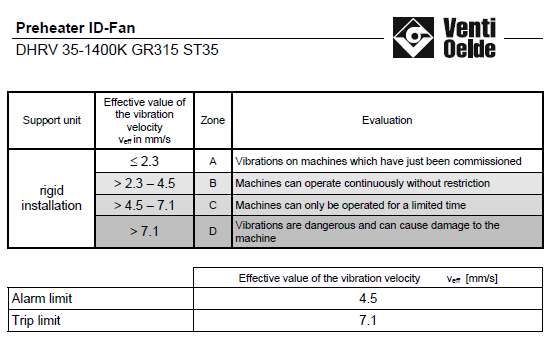 Preheater ID-Fan
DHRV 35-1400K GR315 ST35
Venti
Oelde
Support unit
Effective value of
the vibration
velocity
veff in mm/s
Zone
Evaluation
rigid
installation
≤ 2.3
A
Vibrations on machines which have just been commissioned
> 2.3 – 4.5
B
Machines can operate continuously without restriction
> 4.5 – 7.1
C
Machines can only be operated for a limited time
> 7.1
D
Vibrations are dangerous and can cause damage to the
machine
Effective value of the vibration velocity veff [mm/s]
Alarm limit
4.5
Trip limit
7.1